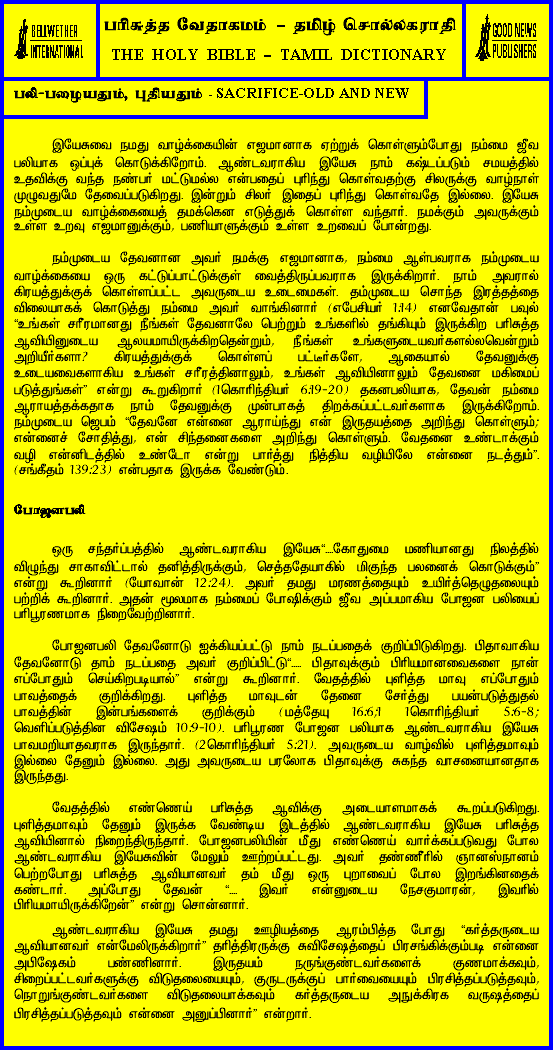 BELLWETHER
INTERNATIONAL
பரிசுத்த வேதாகமம் – தமிழ் சொல்லகராதி
THE HOLY BIBLE – TAMIL DICTIONARY
GOOD NEWS
PUBLISHERS
பலி-பழையதும், புதியதும் - SACRIFICE-OLD AND NEW
இயேசுவை நமது வாழ்க்கையின் எஜமானாக ஏற்றுக் கொள்ளும்போது நம்மை ஜீவ
பலியாக ஒப்புக் கொடுக்கிறோம். ஆண்டவராகிய இயேசு நாம் கஷ்டப்படும் சமயத்தில்
உதவிக்கு வந்த நண்பர் மட்டுமல்ல என்பதைப் புரிந்து கொள்வதற்கு சிலருக்கு வாழ்நாள்
முழுவதுமே தேவைப்படுகிறது. இன்றும் சிலர் இதைப் புரிந்து கொள்வதே இல்லை. இயேசு
நம்முடைய வாழ்க்கையைத் தமக்கென எடுத்துக் கொள்ள வந்தார். நமக்கும் அவருக்கும்
உள்ள உறவு எஜமானுக்கும், பணியாளுக்கும் உள்ள உறவைப் போன்றது.
நம்முடைய தேவனான அவர் நமக்கு எஜமானாக, நம்மை ஆள்பவராக நம்முடைய
வாழ்க்கையை ஒரு கட்டுப்பாட்டுக்குள் வைத்திருப்பவராக இருக்கிறார். நாம் அவரால்
கிரயத்துக்குக் கொள்ளப்பட்ட அவருடைய உடைமைகள். தம்முடைய சொந்த இரத்தத்தை
விலையாகக் கொடுத்து நம்மை அவர் வாங்கினார் (எபேசியர் 1:14) எனவேதான் பவுல்
“உங்கள் சரீரமானது நீங்கள் தேவனாலே பெற்றும் உங்களில் தங்கியும் இருக்கிற பரிசுத்த
ஆவியினுடைய ஆலயமாயிருக்கிறதென்றும், நீங்கள் உங்களுடையவர்களல்லவென்றும்
அறியீர்களா? கிரயத்துக்குக் கொள்ளப் பட்டீர்களே, ஆகையால் தேவனுக்கு
உடையவைகளாகிய உங்கள் சரீரத்தினாலும், உங்கள் ஆவியினாலும் தேவனை மகிமைப்
படுத்துங்கள்” என்று கூறுகிறார் (1கொரிந்தியர் 6:19-20) தகனபலியாக, தேவன் நம்மை
ஆராயத்தக்கதாக நாம் தேவனுக்கு முன்பாகத் திறக்கப்பட்டவர்களாக இருக்கிறோம்.
நம்முடைய ஜெபம் “தேவனே என்னை ஆராய்ந்து என் இருதயத்தை அறிந்து கொள்ளும்;
என்னைச் சோதித்து, என் சிந்தனைகளை அறிந்து கொள்ளும். வேதனை உண்டாக்கும்
வழி என்னிடத்தில் உண்டோ என்று பார்த்து நித்திய வழியிலே என்னை நடத்தும்”.
(சங்கீதம் 139:23) என்பதாக இருக்க வேண்டும்.
போஜனபலி
ஒரு சந்தர்ப்பத்தில் ஆண்டவராகிய இயேசு“....கோதுமை மணியானது நிலத்தில்
விழுந்து சாகாவிட்டால் தனித்திருக்கும், செத்ததேயாகில் மிகுந்த பலனைக் கொடுக்கும்”
என்று கூறினார் (யோவான் 12:24). அவர் தமது மரணத்தையும் உயிர்த்தெழுதலையும்
பற்றிக் கூறினார். அதன் மூலமாக நம்மைப் போஷிக்கும் ஜீவ அப்பமாகிய போஜன பலியைப்
பரிபூரணமாக நிறைவேற்றினார்.
போஜனபலி தேவனோடு ஐக்கியப்பட்டு நாம் நடப்பதைக் குறிப்பிடுகிறது. பிதாவாகிய
தேவனோடு தாம் நடப்பதை அவர் குறிப்பிட்டு“..... பிதாவுக்கும் பிரியமானவைகளை நான்
எப்போதும் செய்கிறபடியால்” என்று கூறினார். வேதத்தில் புளித்த மாவு எப்போதும்
பாவத்தைக் குறிக்கிறது. புளித்த மாவுடன் தேனை சேர்த்து பயன்படுத்துதல்
பாவத்தின் இன்பங்களைக் குறிக்கும் (மத்தேயு 16:6;1 1கொரிந்தியர் 5:6-8;
வெளிப்படுத்தின விசேஷம் 10:9-10). பரிபூரண போஜன பலியாக ஆண்டவராகிய இயேசு
பாவமறியாதவராக இருந்தார். (2கொரிந்தியர் 5:21). அவருடைய வாழ்வில் புளித்தமாவும்
இல்லை தேனும் இல்லை. அது அவருடைய பரலோக பிதாவுக்கு சுகந்த வாசனையானதாக
இருந்தது.
வேதத்தில் எண்ணெய் பரிசுத்த ஆவிக்கு அடையாளமாகக் கூறப்படுகிறது.
புளித்தமாவும் தேனும் இருக்க வேண்டிய இடத்தில் ஆண்டவராகிய இயேசு பரிசுத்த
ஆவியினால் நிறைந்திருந்தார். போஜனபலியின் மீது எண்ணெய் வார்க்கப்படுவது போல
ஆண்டவராகிய இயேசுவின் மேலும் ஊற்றப்பட்டது. அவர் தண்ணீரில் ஞானஸ்நானம்
பெற்றபோது பரிசுத்த ஆவியானவர் தம் மீது ஒரு புறாவைப் போல இறங்கினதைக்
கண்டார். அப்போது தேவன் “.... இவர் என்னுடைய நேசகுமாரன், இவரில்
பிரியமாயிருக்கிறேன்” என்று சொன்னார்.
ஆண்டவராகிய இயேசு தமது ஊழியத்தை ஆரம்பித்த போது “கர்த்தருடைய
ஆவியானவர் என்மேலிருக்கிறார்” தரித்திரருக்கு சுவிசேஷத்தைப் பிரசங்கிக்கும்படி என்னை
அபிஷேகம் பண்ணினார். இருதயம் நருங்குண்டவர்களைக் குணமாக்கவும்,
சிறைப்பட்டவர்களுக்கு விடுதலையையும், குருடருக்குப் பார்வையையும் பிரசித்தப்படுத்தவும்,
நொறுங்குண்டவர்களை விடுதலையாக்கவும் கர்த்தருடைய அநுக்கிரக வருஷத்தைப்
பிரசித்தப்படுத்தவும் என்னை அனுப்பினார்” என்றார்.